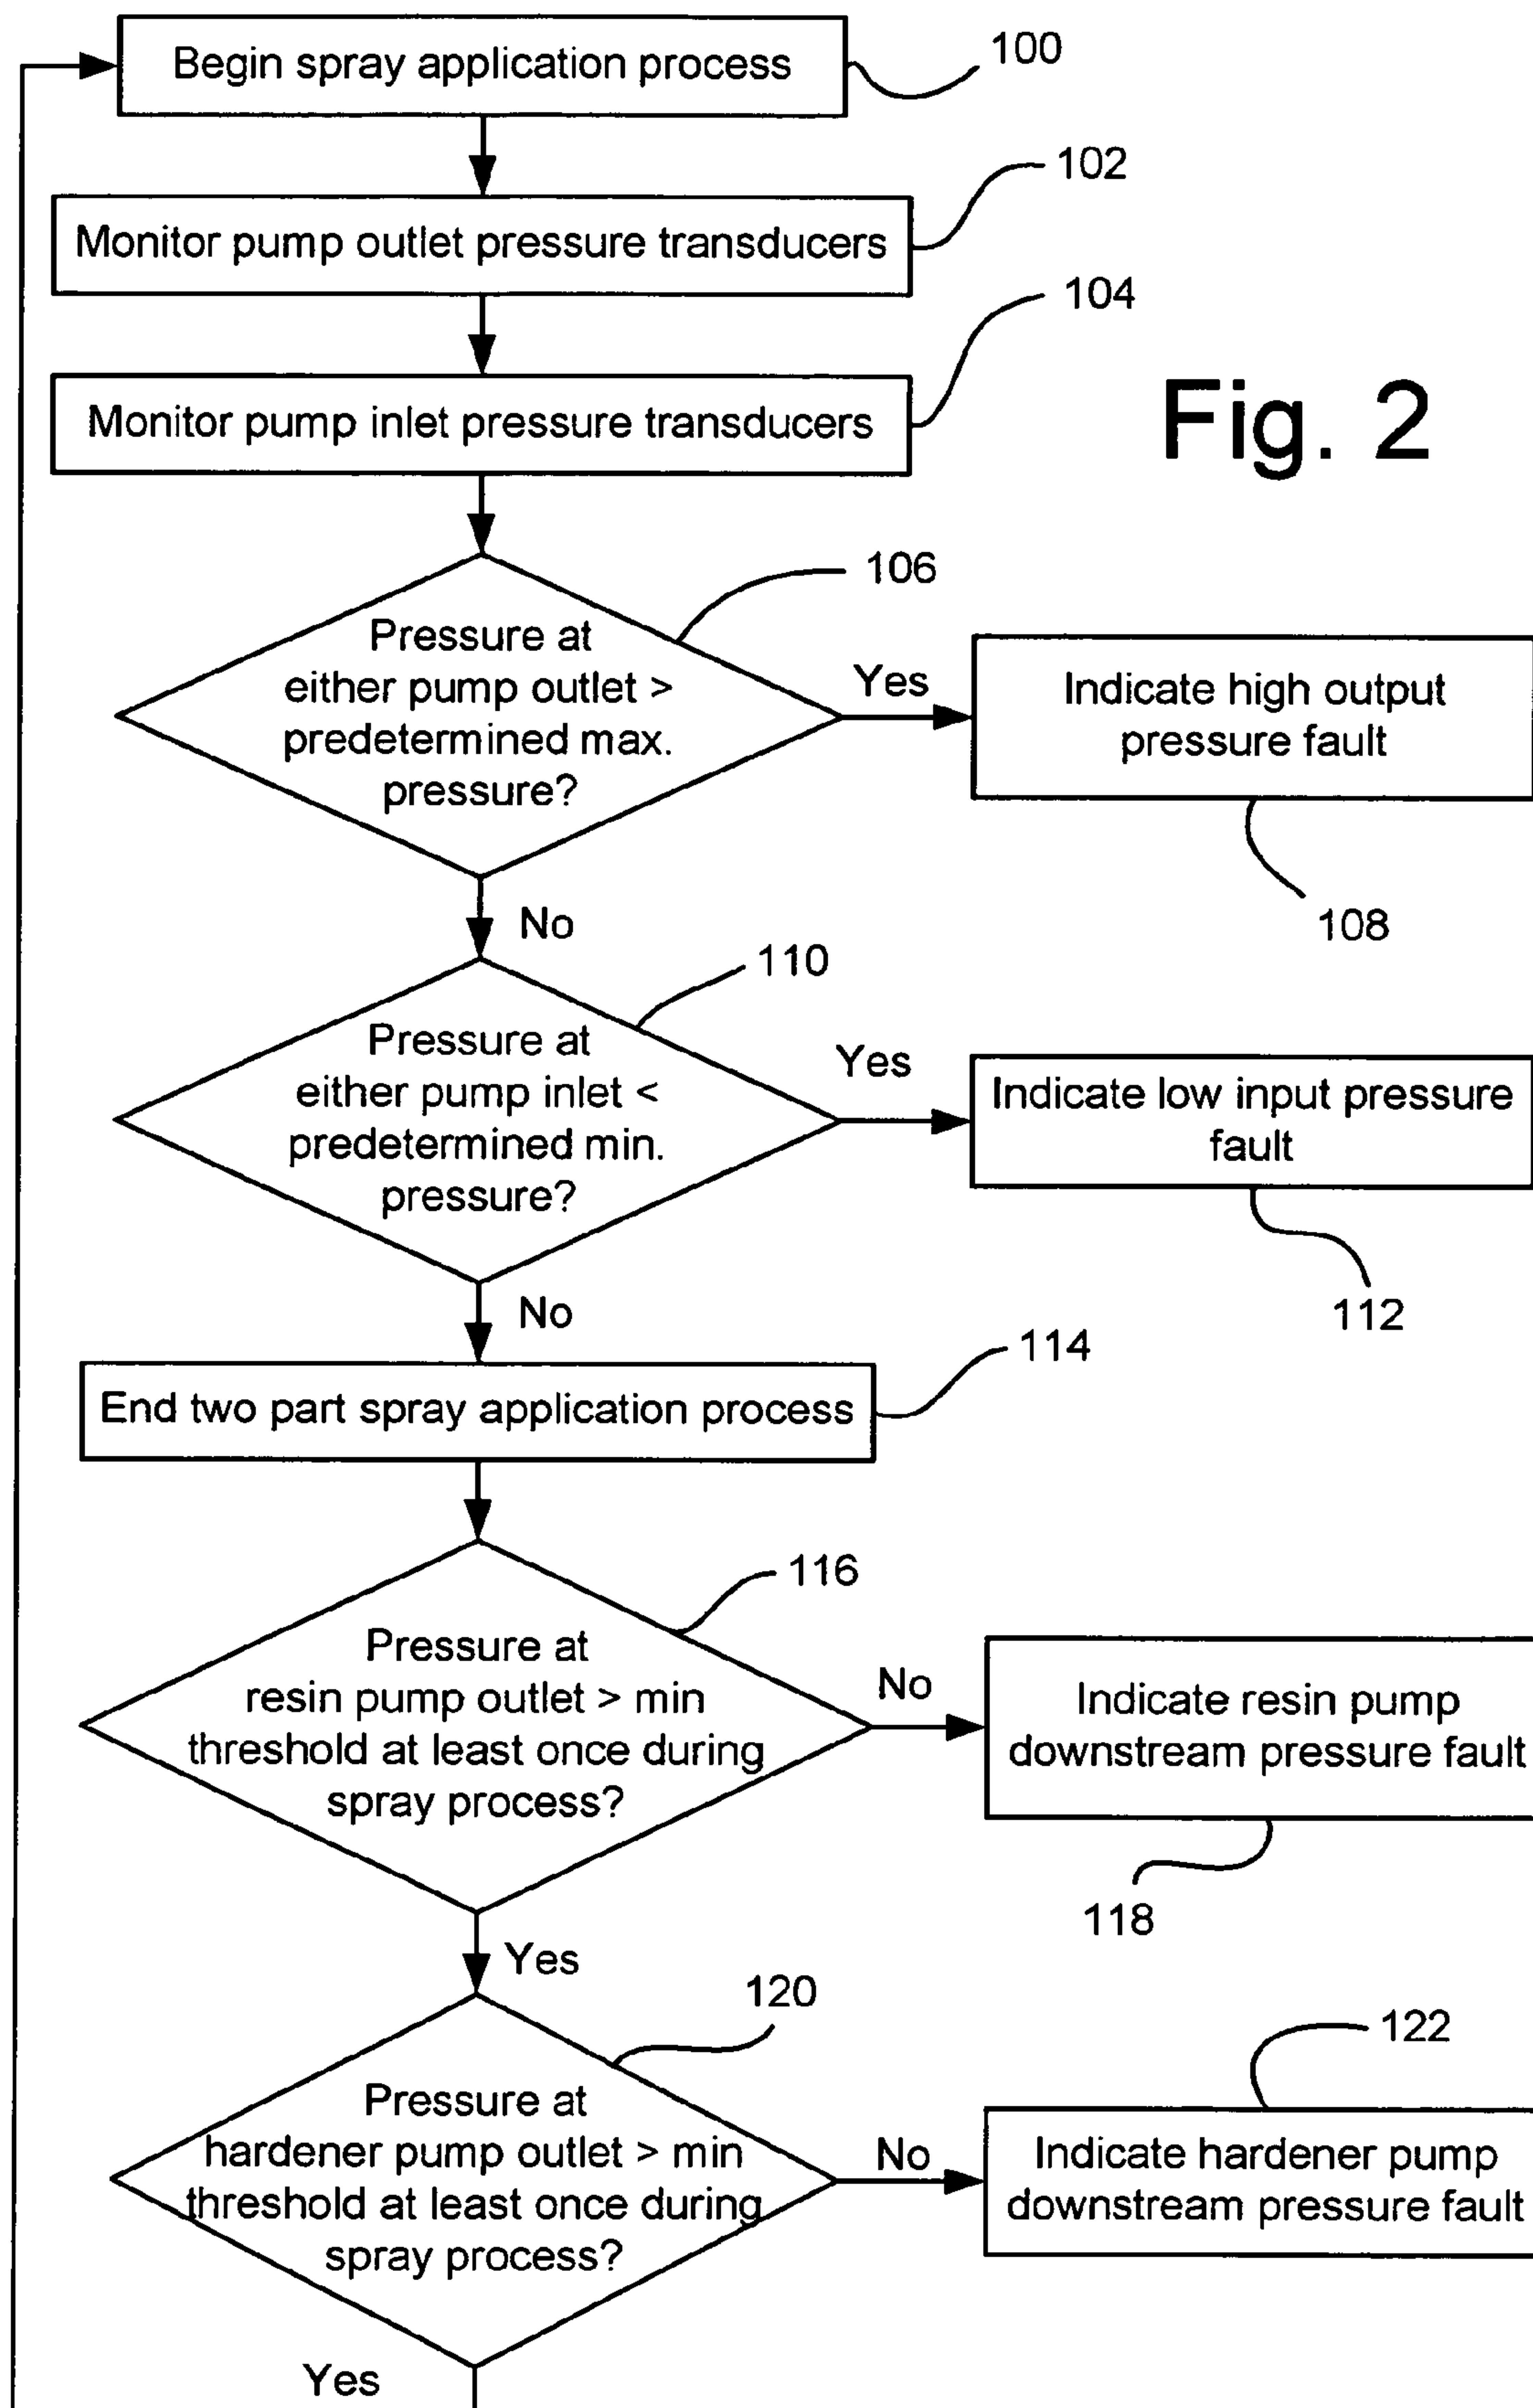 Begin spray application process
100
102
Monitor pump outlet pressure transducers
104
Monitor pump inlet pressure transducers
Fig. 2
106
Pressure at
either pump outlet >
predetermined max.
pressure?
Yes
Indicate high output
pressure fault
108
No
110
Pressure at
either pump inlet <
predetermined min.
pressure?
Yes
Indicate low input pressure
fault
112
No
114
End two part spray application process
116
Pressure at
resin pump outlet > min
threshold at least once during
spray process?
No
Indicate resin pump
downstream pressure fault
118
Yes
120
122
Pressure at
hardener pump outlet > min
threshold at least once during
spray process?
No
Indicate hardener pump
downstream pressure fault
Yes